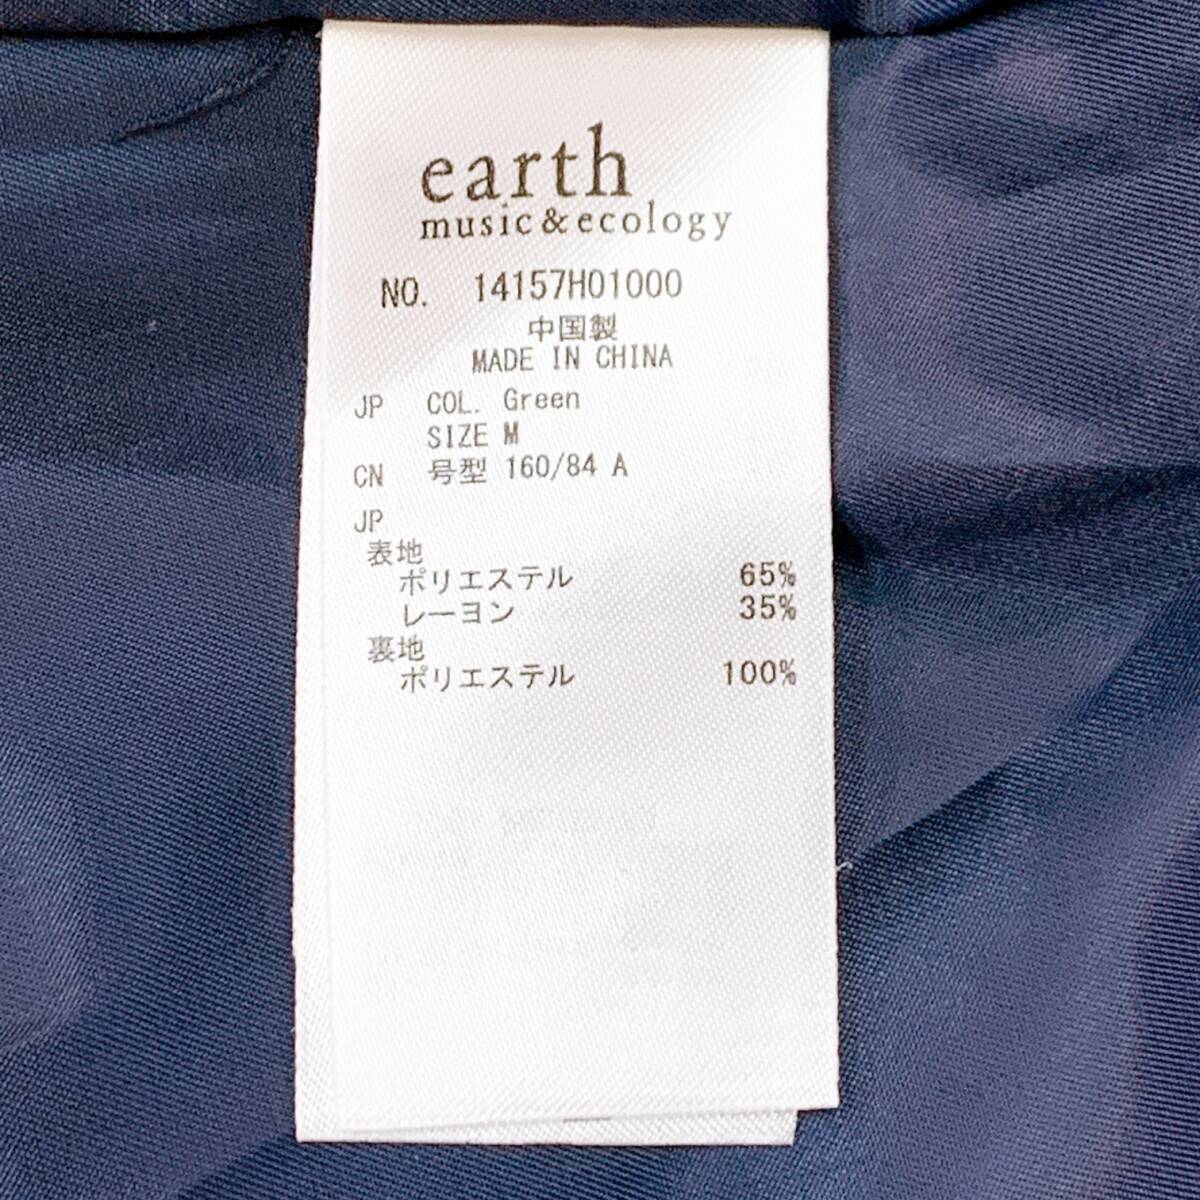 earth
music&ecology
NO. 14157H01000
中国製
MADE IN CHINA
JP COL. Green
SIZE M
CN 号型 160/84 A
JP
表地
ポリエステル 65%
レーヨン 35%
裏地
ポリエステル 100%